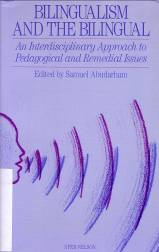 BILINGUALISM
AND THE BILINGUAL
An Interdisciplinary Approach to
Pedagogical and Remedial Issues
Edited by Samuel Abudarham
NFER-NELSON